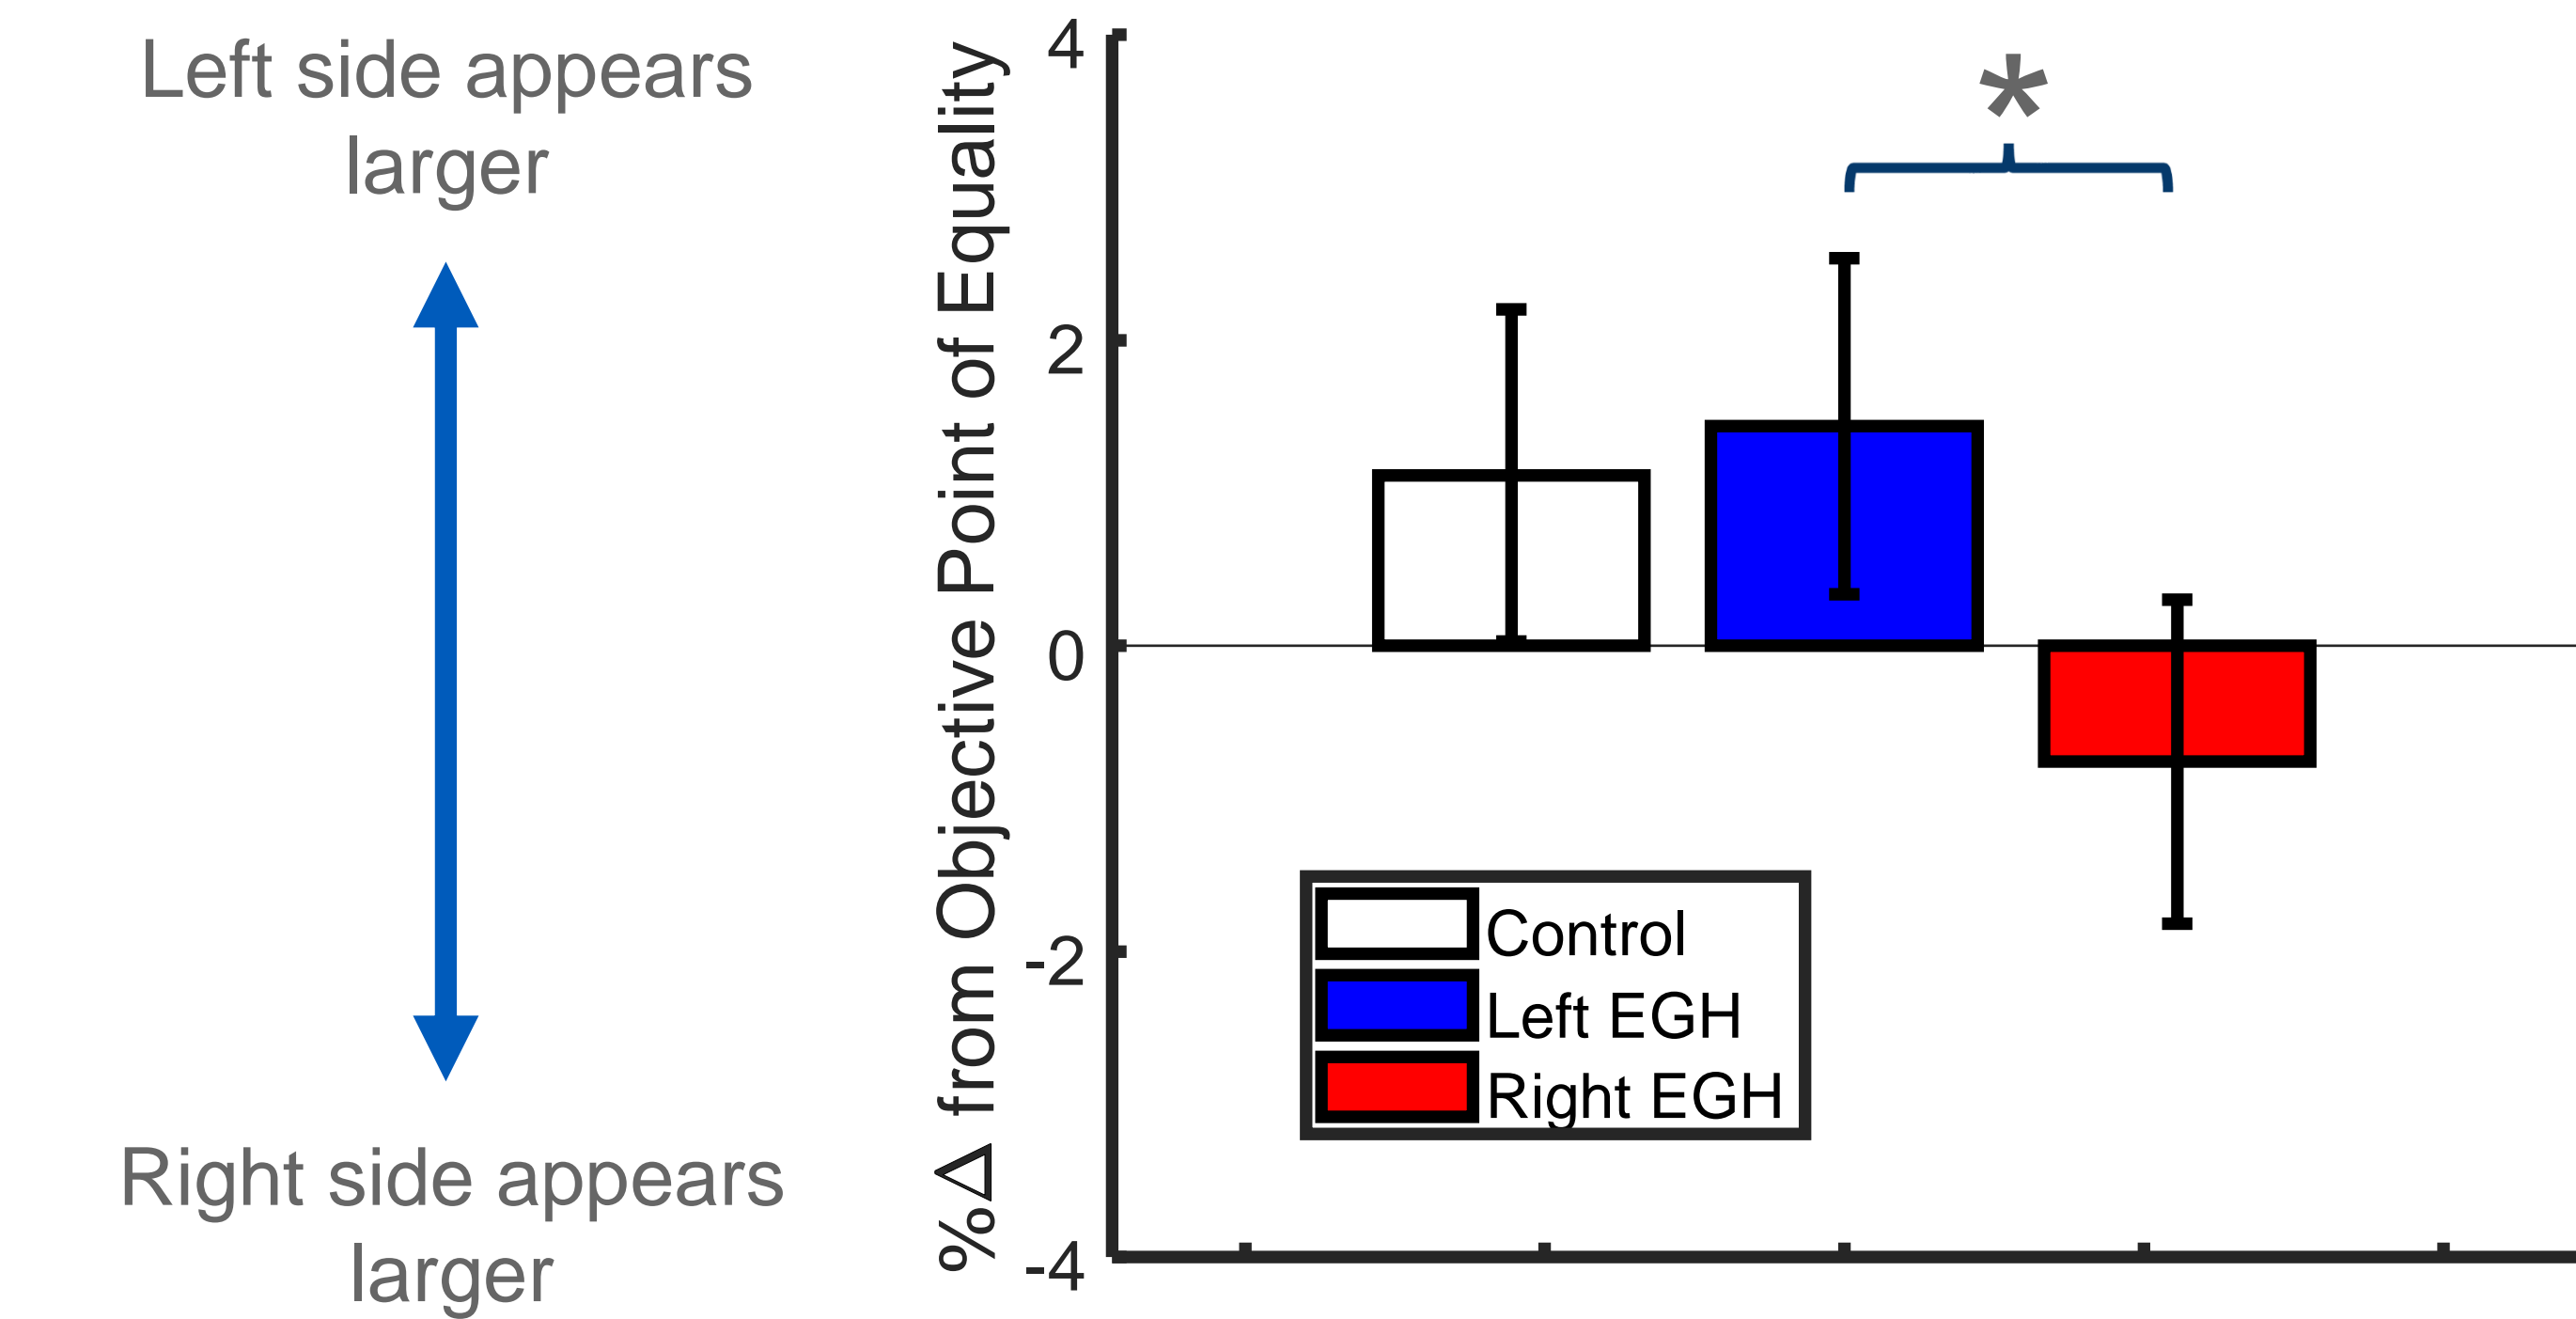 Left side appears
larger
Right side appears
larger
%Δ from Objective Point of Equality
4
2
0
-2
-4
*
Control
Left EGH
Right EGH